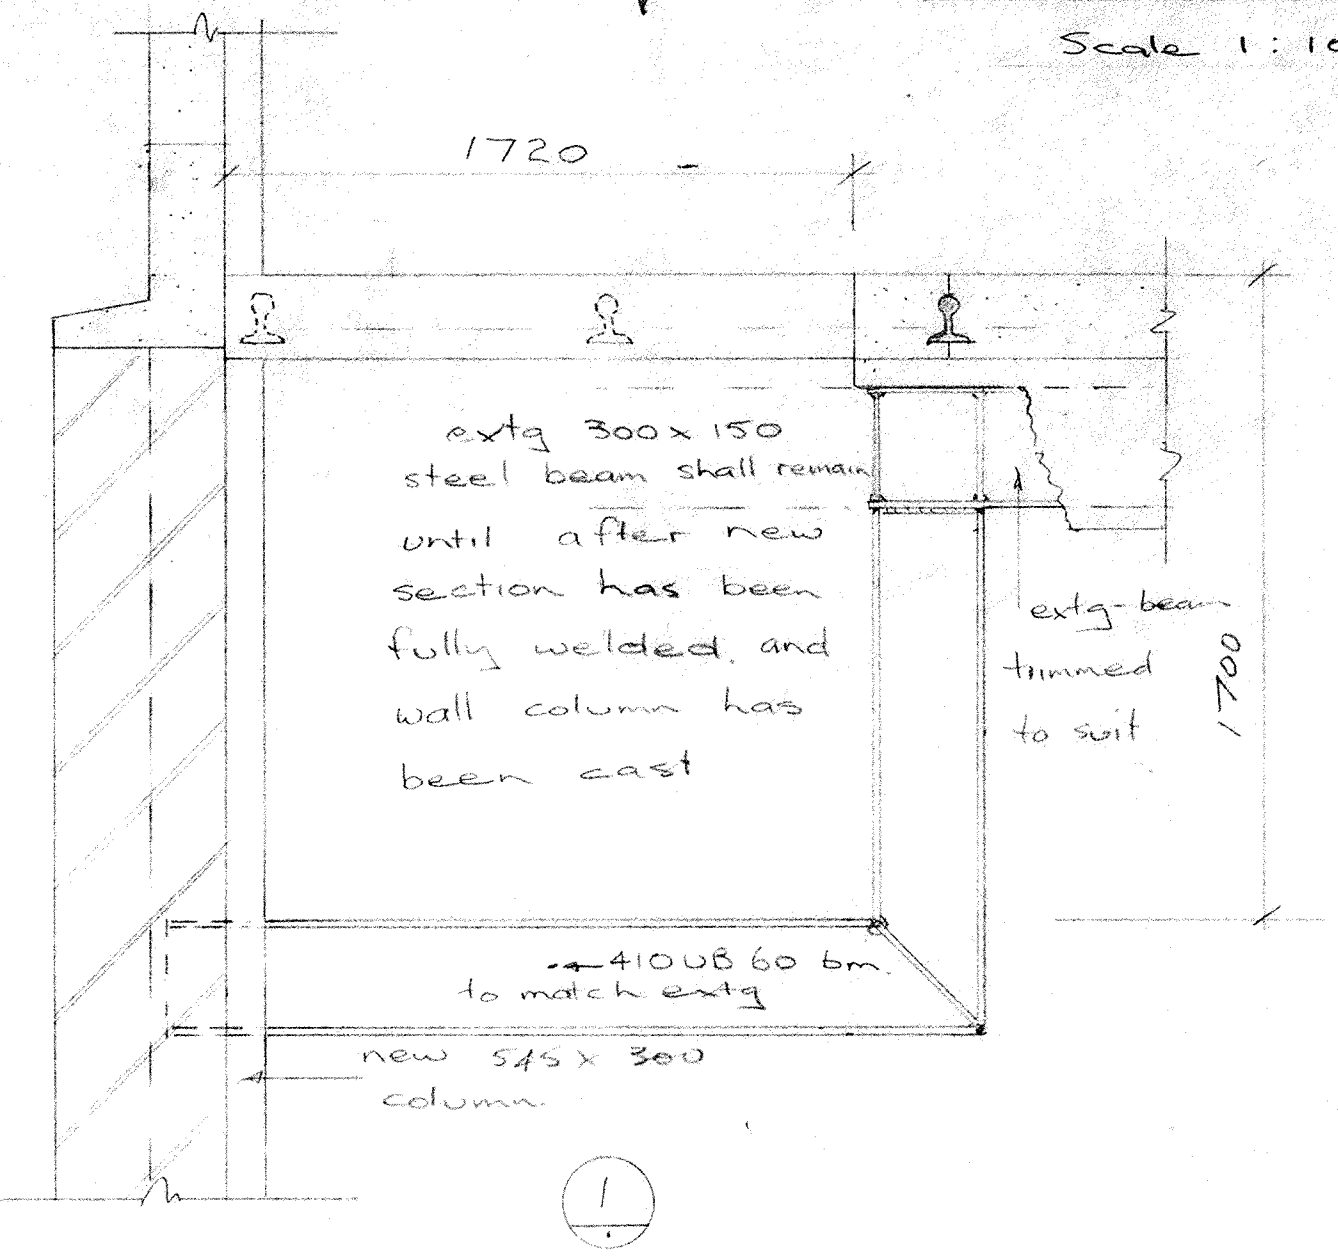 Scale 1 : 10
1720
extg 300 x 150
steel beam shall remain
until after new
section has been
fully welded. and
wall column has
been cast
extg-beam
trimmed
to suit
1700
410 UB 60 bm.
to match extg
new 545 x 300
column.
1